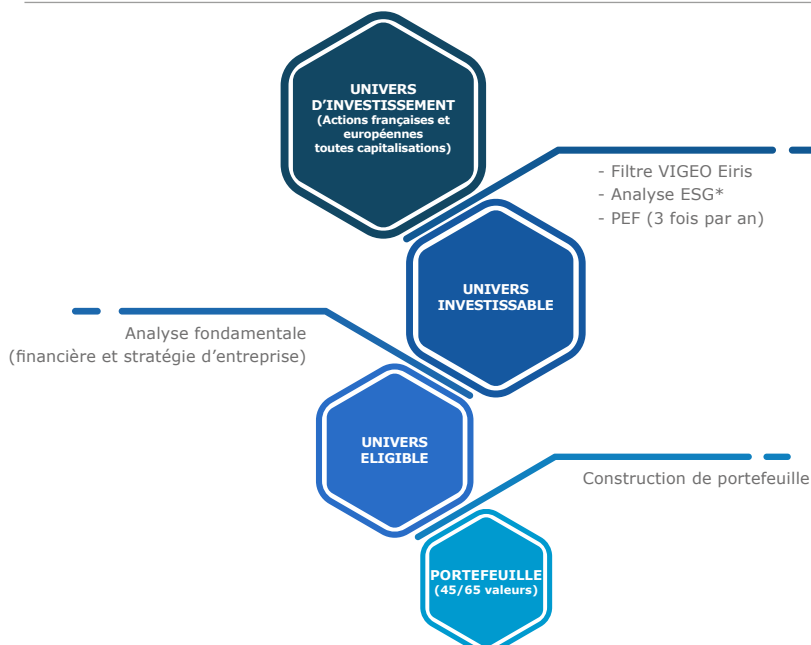 UNIVERS
D’INVESTISSEMENT
(Actions françaises et
européennes
toutes capitalisations)
- Filtre VIGEO Eiris
- Analyse ESG*
- PEF (3 fois par an)
UNIVERS
INVESTISSABLE
Analyse fondamentale
(financière et stratégie d’entreprise)
UNIVERS
ELIGIBLE
Construction de portefeuille
PORTEFEUILLE
(45/65 valeurs)